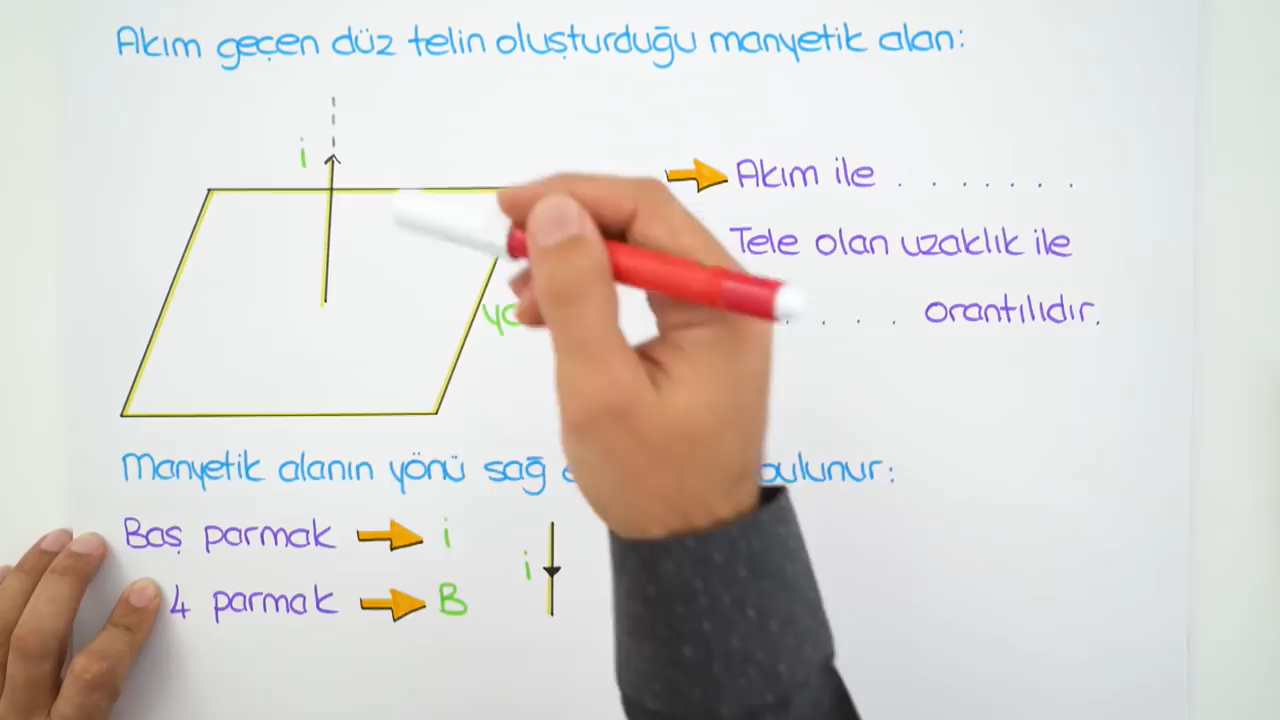 Akım geçen düz telin oluşturduğu manyetik alan:
i
Akım ile . . . . . . .
Tele olan uzaklık ile
. . . . orantılıdır.
Manyetik alanın yönü sağ bulunur:
Baş parmak i
i
4 parmak B